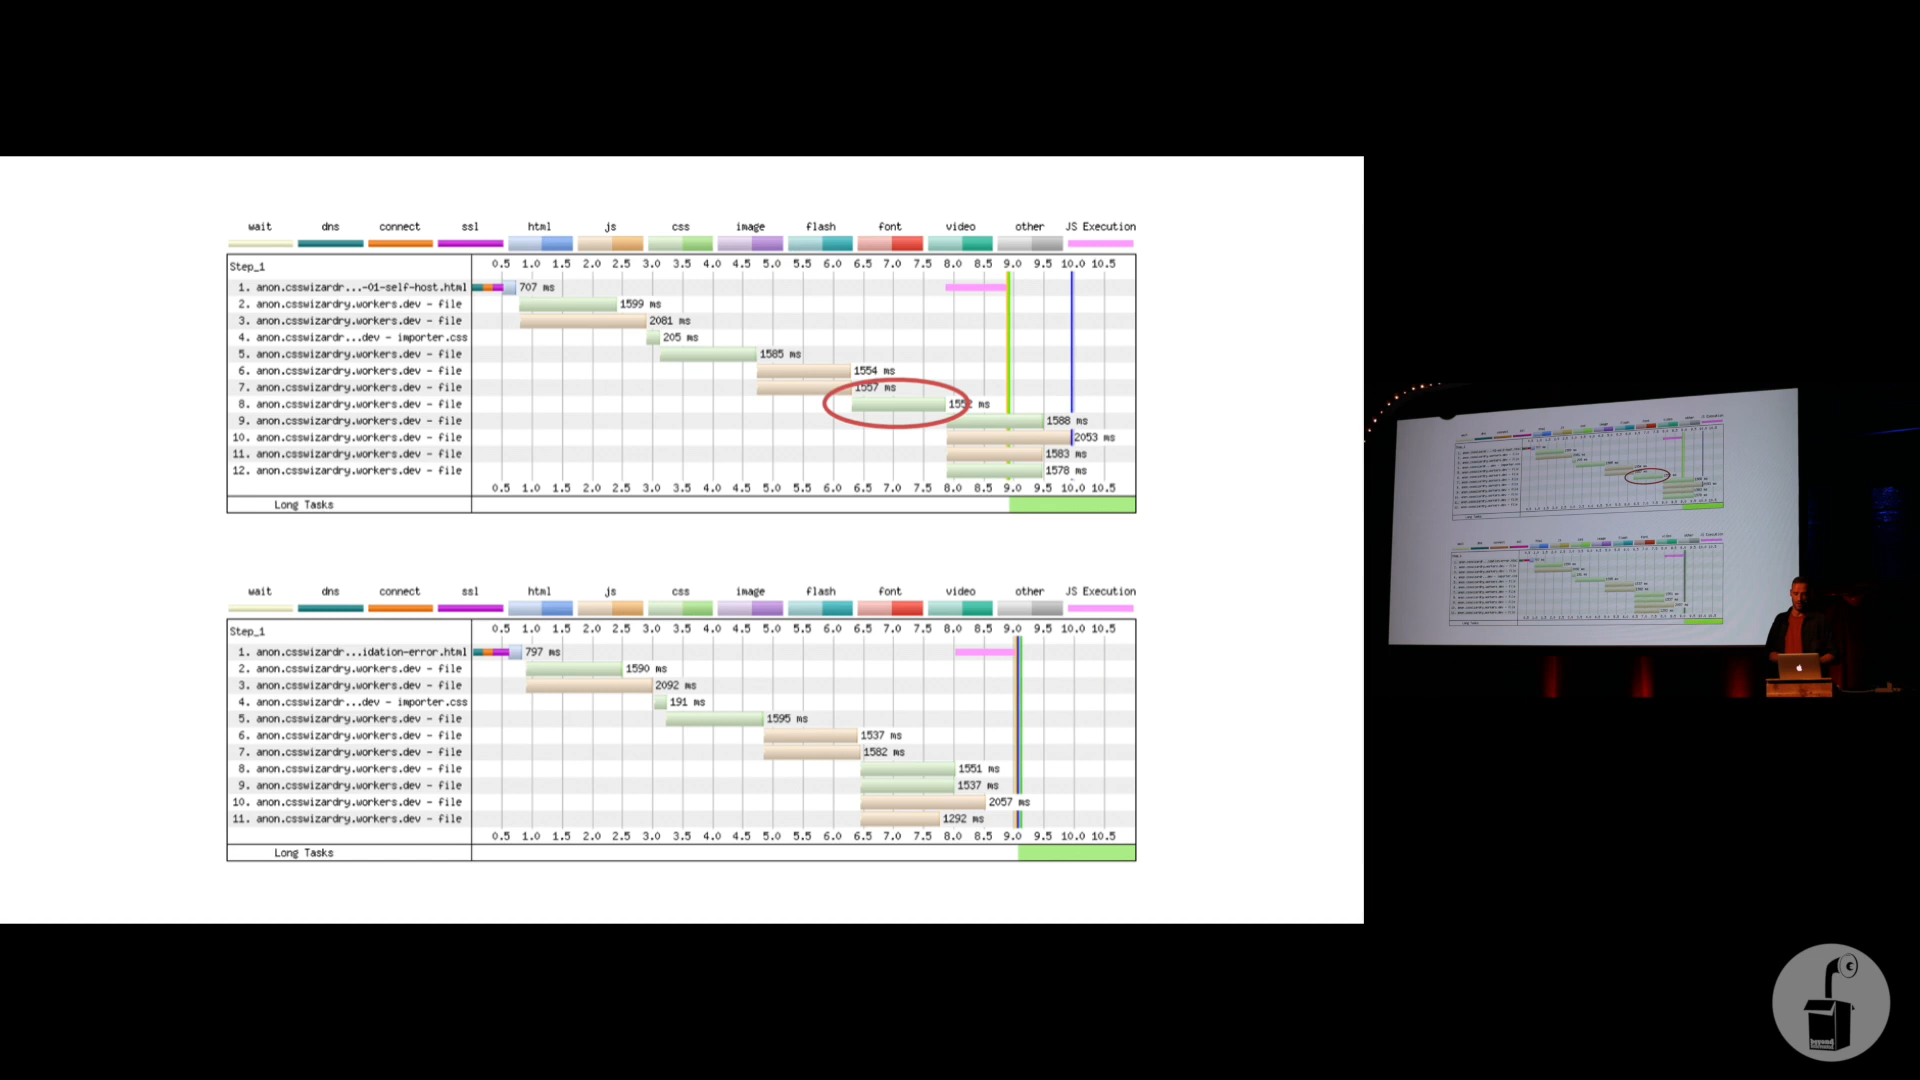 wait dns connect ssl html js css image flash font video other JS Execution
Step_1 0.5 1.0 1.5 2.0 2.5 3.0 3.5 4.0 4.5 5.0 5.5 6.0 6.5 7.0 7.5 8.0 8.5 9.0 9.5 10.0 10.5
1. anon.csswizardr...-01-self-host.html 707 ms
2. anon.csswizardry.workers.dev - file 1599 ms
3. anon.csswizardry.workers.dev - file 2081 ms
4. anon.csswizardr...dev - importer.css 205 ms
5. anon.csswizardry.workers.dev - file 1585 ms
6. anon.csswizardry.workers.dev - file 1554 ms
7. anon.csswizardry.workers.dev - file 1557 ms
8. anon.csswizardry.workers.dev - file 1552 ms
9. anon.csswizardry.workers.dev - file 1588 ms
10. anon.csswizardry.workers.dev - file 2053 ms
11. anon.csswizardry.workers.dev - file 1583 ms
12. anon.csswizardry.workers.dev - file 1578 ms
0.5 1.0 1.5 2.0 2.5 3.0 3.5 4.0 4.5 5.0 5.5 6.0 6.5 7.0 7.5 8.0 8.5 9.0 9.5 10.0 10.5
Long Tasks
wait dns connect ssl html js css image flash font video other JS Execution
Step_1 0.5 1.0 1.5 2.0 2.5 3.0 3.5 4.0 4.5 5.0 5.5 6.0 6.5 7.0 7.5 8.0 8.5 9.0 9.5 10.0 10.5
1. anon.csswizardr...idation-error.html 797 ms
2. anon.csswizardry.workers.dev - file 1590 ms
3. anon.csswizardry.workers.dev - file 2092 ms
4. anon.csswizardr...dev - importer.css 191 ms
5. anon.csswizardry.workers.dev - file 1595 ms
6. anon.csswizardry.workers.dev - file 1537 ms
7. anon.csswizardry.workers.dev - file 1582 ms
8. anon.csswizardry.workers.dev - file 1551 ms
9. anon.csswizardry.workers.dev - file 1537 ms
10. anon.csswizardry.workers.dev - file 2057 ms
11. anon.csswizardry.workers.dev - file 1292 ms
0.5 1.0 1.5 2.0 2.5 3.0 3.5 4.0 4.5 5.0 5.5 6.0 6.5 7.0 7.5 8.0 8.5 9.0 9.5 10.0 10.5
Long Tasks
beyond